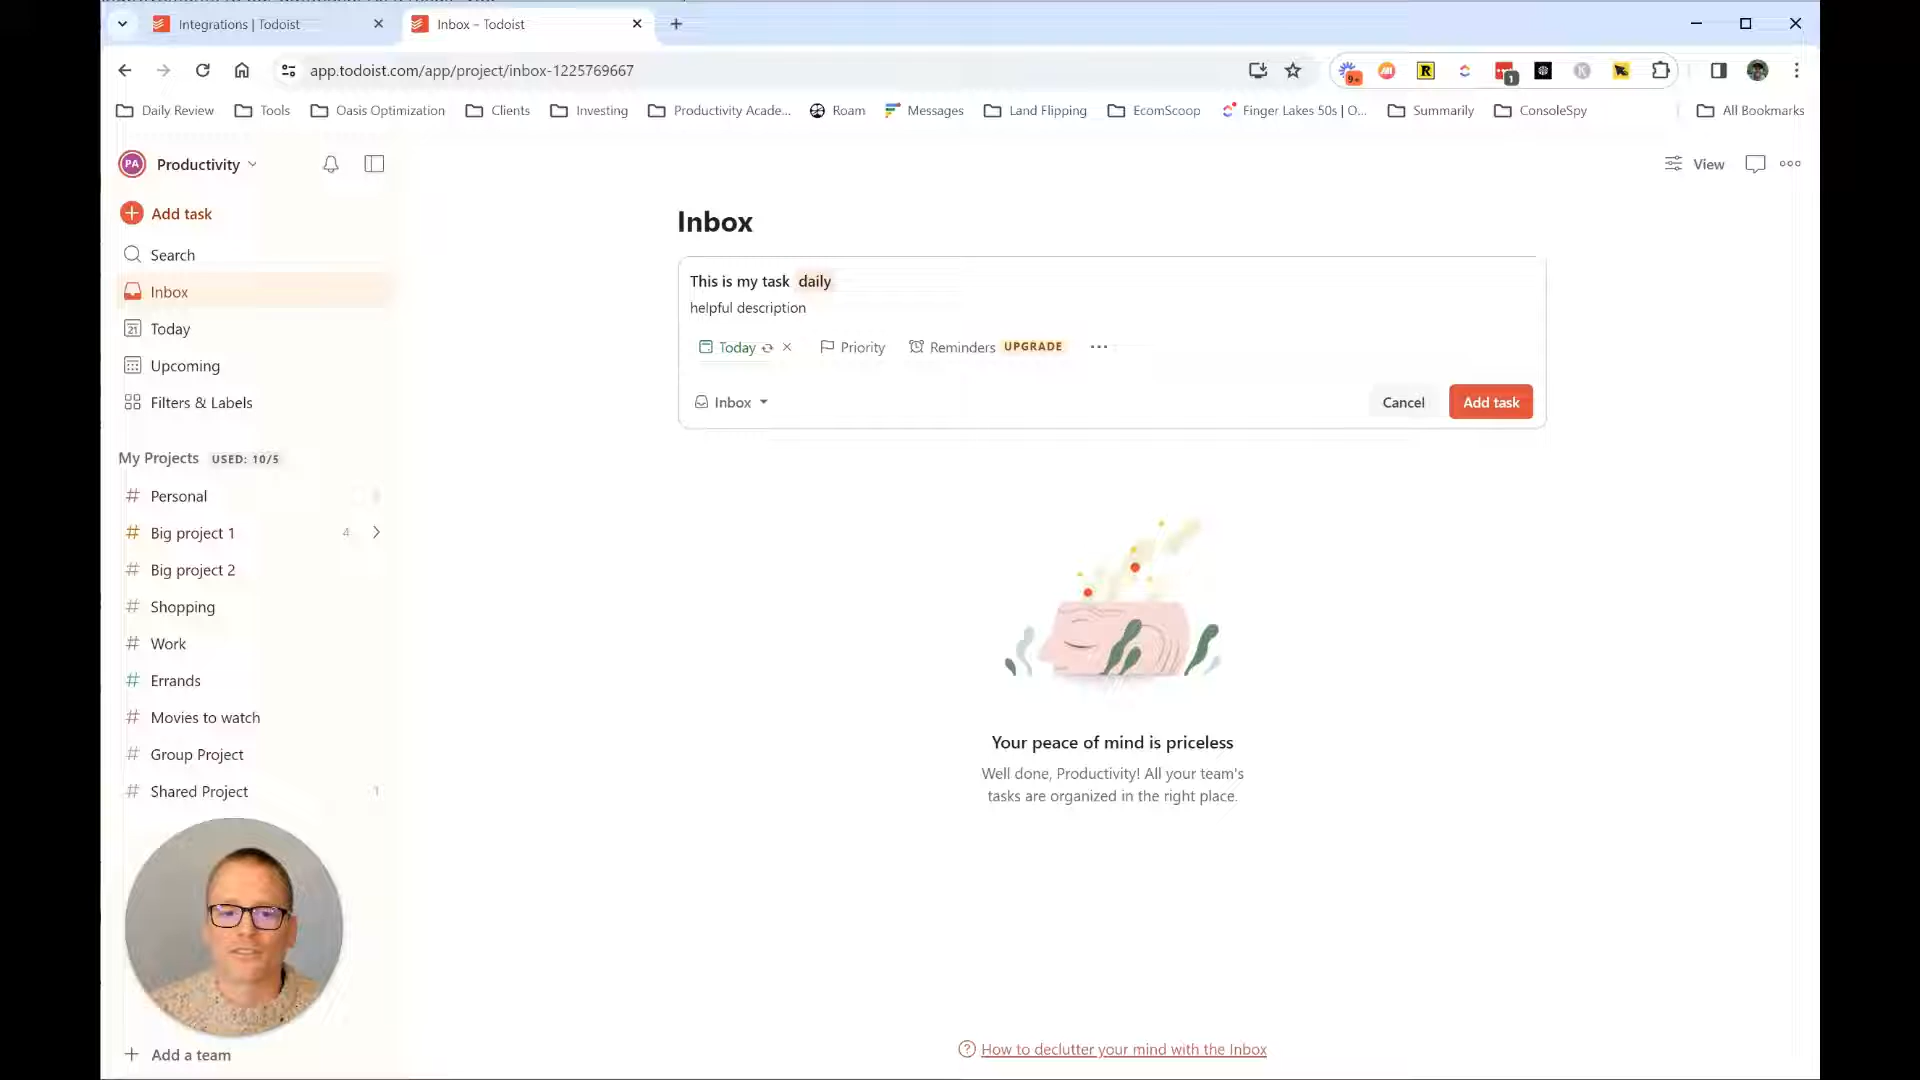 Integrations | Todoist
Inbox – Todoist
app.todoist.com/app/project/inbox-1225769667
9+
1
Daily Review
Tools
Oasis Optimization
Clients
Investing
Productivity Acade...
Roam
Messages
Land Flipping
EcomScoop
Finger Lakes 50s | O...
Summarily
ConsoleSpy
All Bookmarks
PA
Productivity
View
Add task
Search
Inbox
21
Today
Upcoming
Filters & Labels
My Projects USED: 10/5
# Personal
# Big project 1 4
# Big project 2
# Shopping
# Work
# Errands
# Movies to watch
# Group Project
# Shared Project 1
+ Add a team
Inbox
This is my task daily
helpful description
Today
Priority
Reminders UPGRADE
Inbox
Cancel
Add task
Your peace of mind is priceless
Well done, Productivity! All your team's
tasks are organized in the right place.
How to declutter your mind with the Inbox